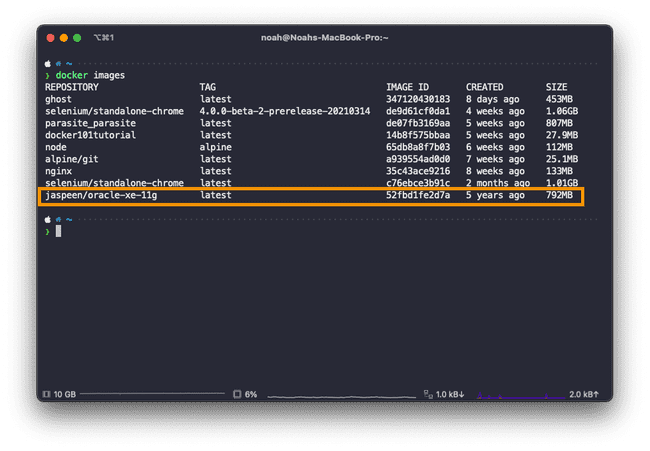 ⌥⌘1 noah@Noahs-MacBook-Pro:~
~
❯ docker images
REPOSITORY TAG IMAGE ID CREATED SIZE
ghost latest 347120430183 8 days ago 453MB
selenium/standalone-chrome 4.0.0-beta-2-prerelease-20210314 de9d61cf0da1 4 weeks ago 1.06GB
parasite_parasite latest de07fb3169aa 5 weeks ago 807MB
docker101tutorial latest 14b8f575bbaa 5 weeks ago 27.9MB
node alpine 65db8a8f7b03 6 weeks ago 112MB
alpine/git latest a939554ad0d0 7 weeks ago 25.1MB
nginx latest 35c43ace9216 8 weeks ago 133MB
selenium/standalone-chrome latest c76ebce3b91c 2 months ago 1.01GB
jaspeen/oracle-xe-11g latest 52fbd1fe2d7a 5 years ago 792MB
~
❯
10 GB 6% 1.0 kB↓ 2.0 kB↑